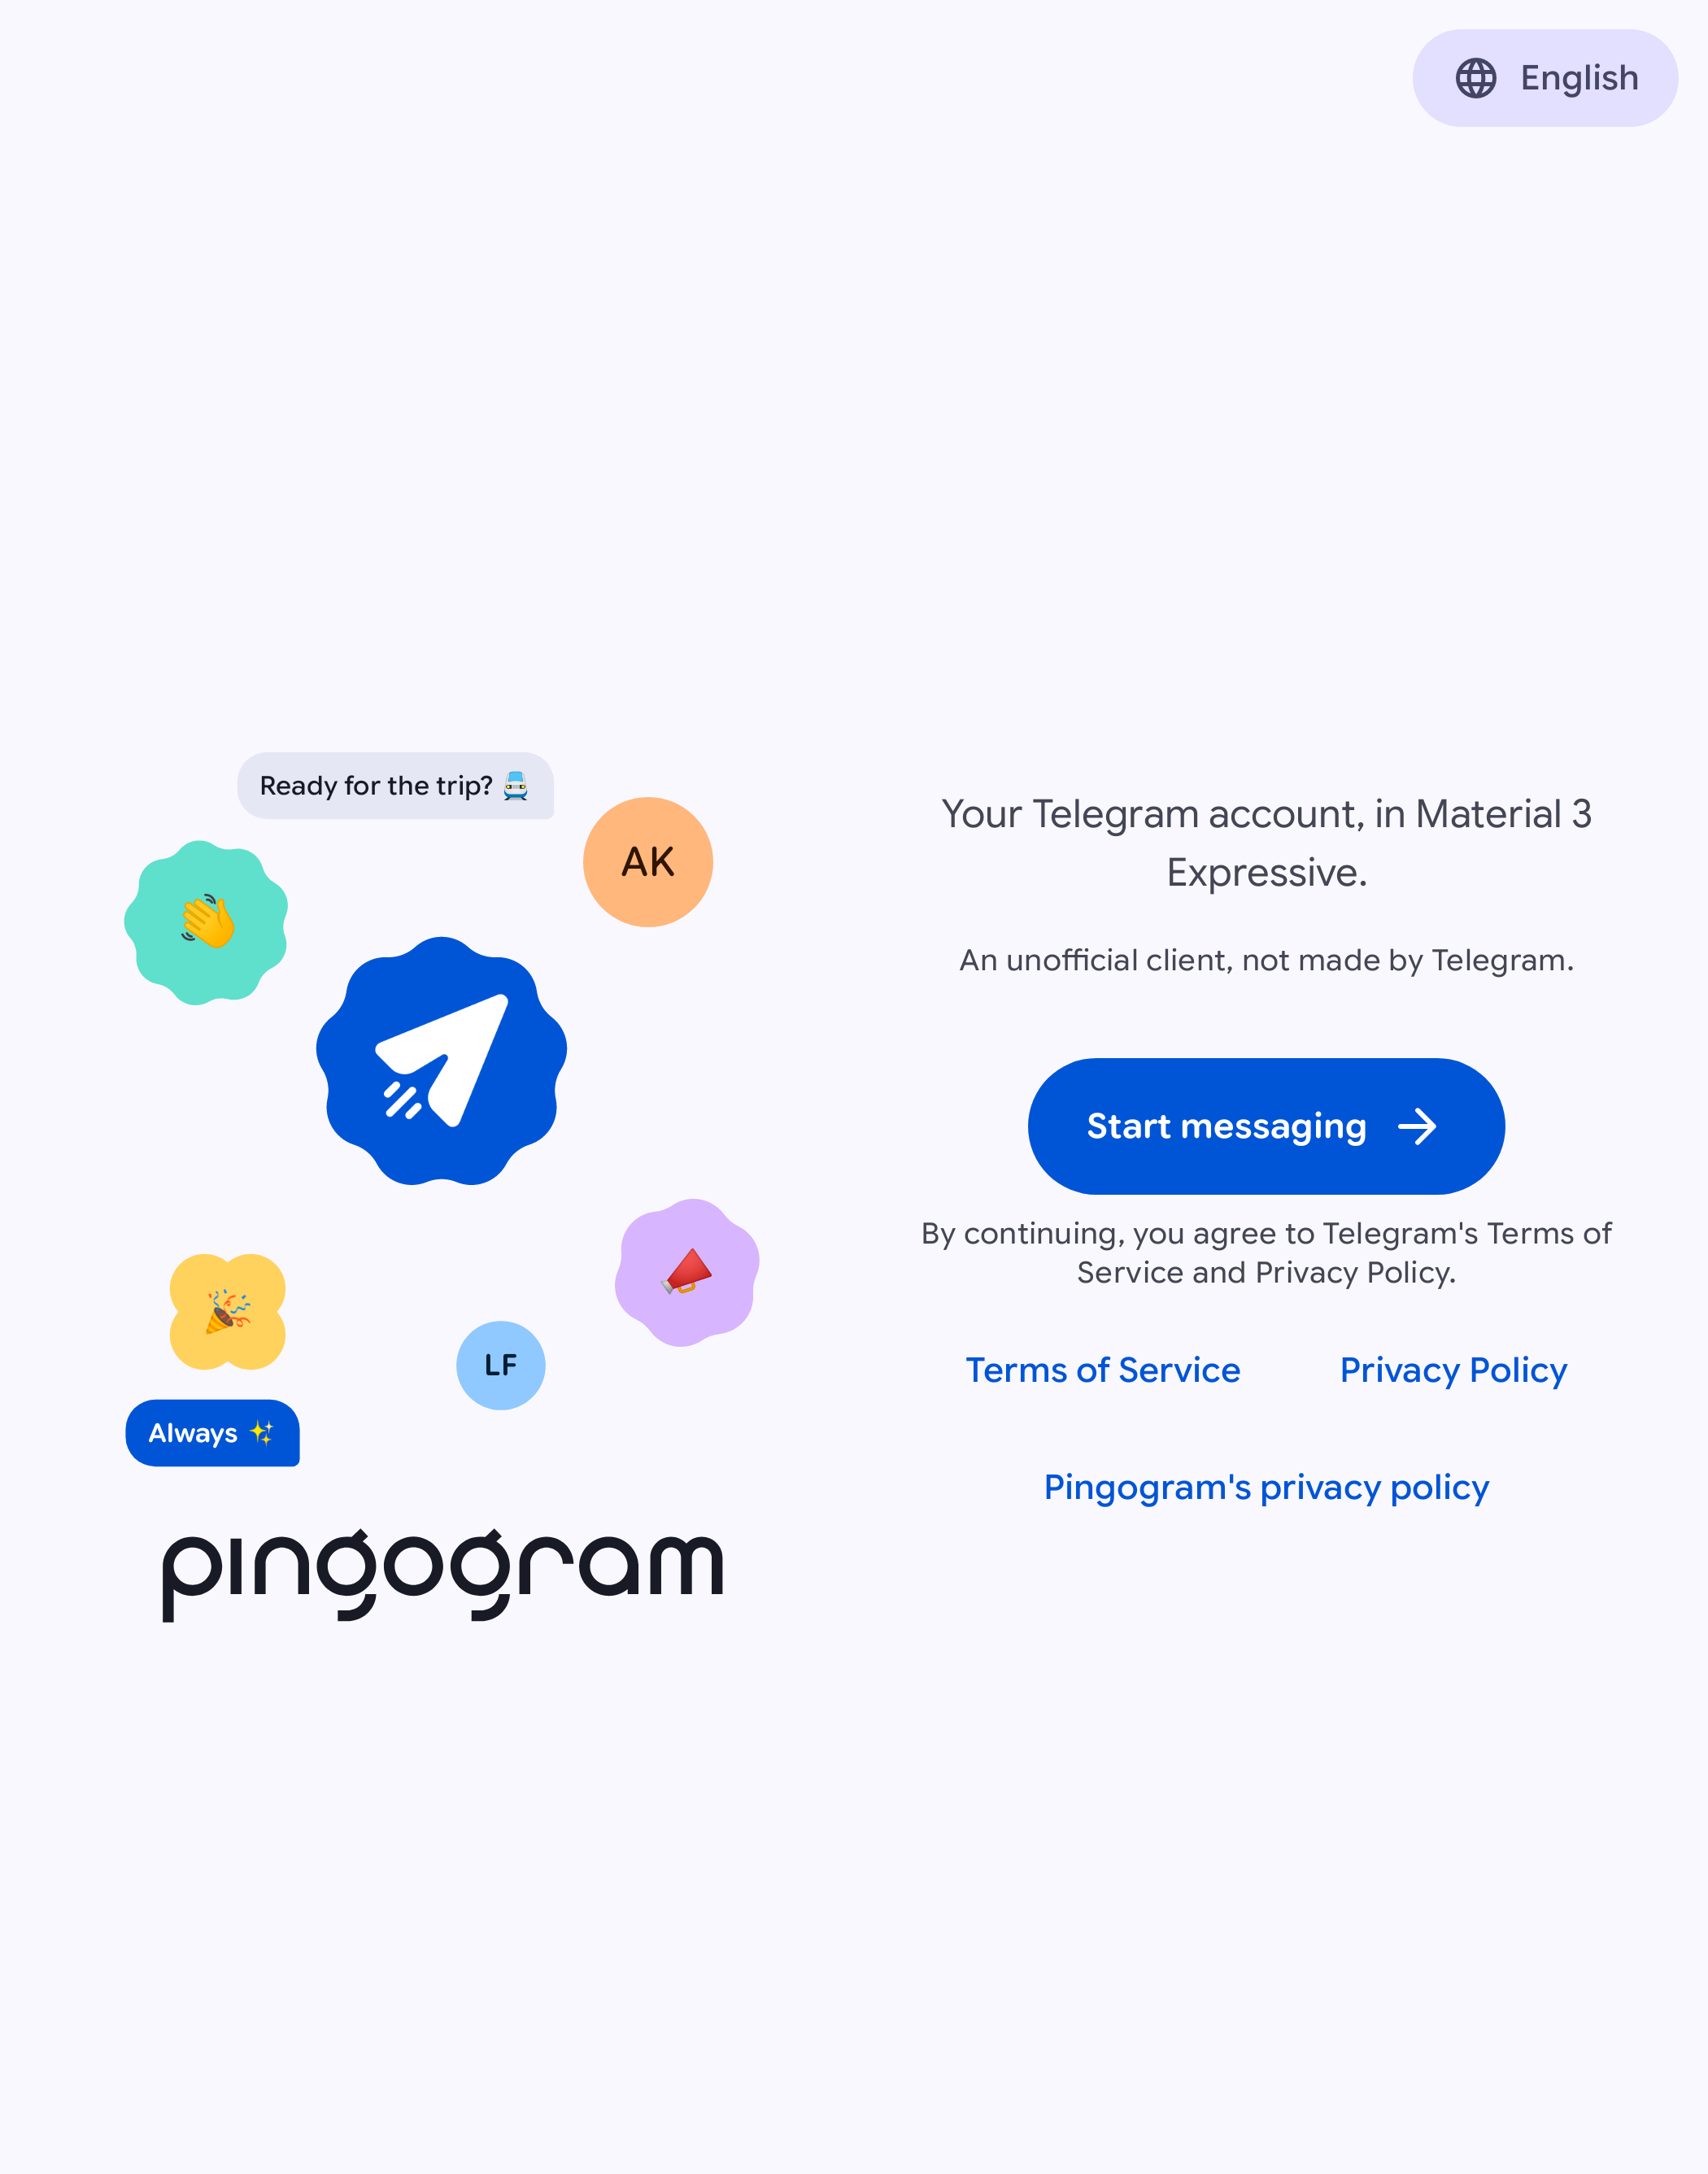 English
Ready for the trip? 🚊
AK
👋
📣
🎉
LF
Always ✨
pingogram
Your Telegram account, in Material 3
Expressive.
An unofficial client, not made by Telegram.
Start messaging →
By continuing, you agree to Telegram's Terms of
Service and Privacy Policy.
Terms of Service Privacy Policy
Pingogram's privacy policy